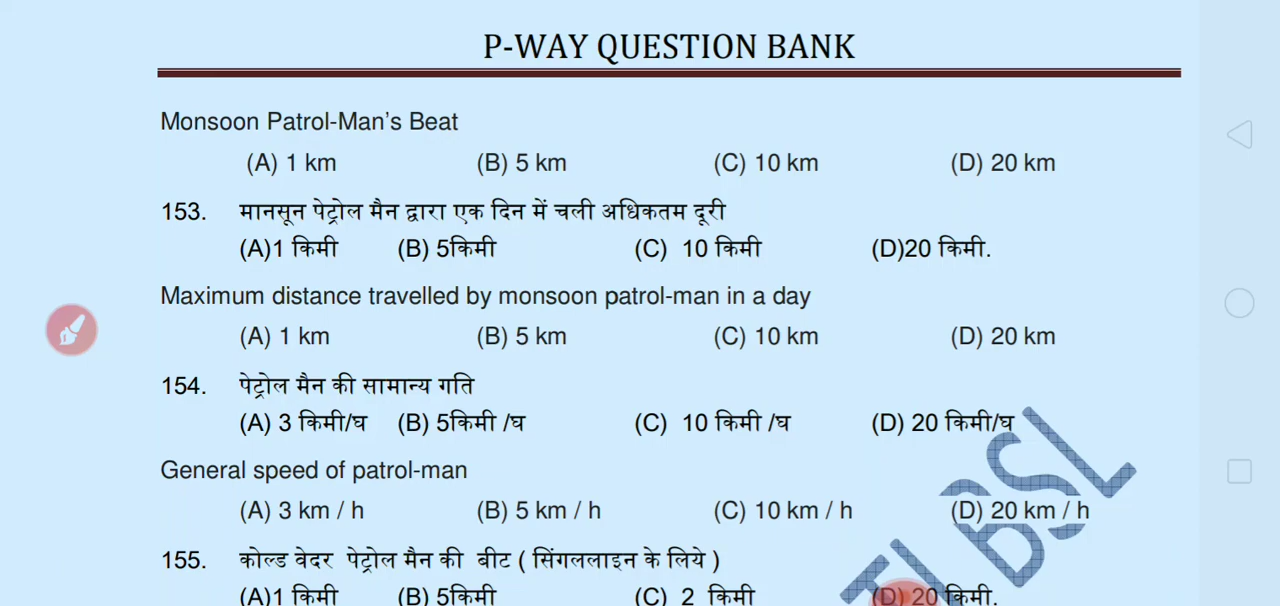 P-WAY QUESTION BANK
Monsoon Patrol-Man's Beat
(A) 1 km (B) 5 km (C) 10 km (D) 20 km
153. मानसून पेट्रोल मैन द्वारा एक दिन में चली अधिकतम दूरी
(A)1 किमी (B) 5किमी (C) 10 किमी (D)20 किमी.
Maximum distance travelled by monsoon patrol-man in a day
(A) 1 km (B) 5 km (C) 10 km (D) 20 km
154. पेट्रोल मैन की सामान्य गति
(A) 3 किमी/घ (B) 5किमी /घ (C) 10 किमी /घ (D) 20 किमी/घ
General speed of patrol-man
(A) 3 km / h (B) 5 km / h (C) 10 km / h (D) 20 km / h
155. कोल्ड वेदर पेट्रोल मैन की बीट ( सिंगललाइन के लिये )
(A)1 किमी (B) 5किमी (C) 2 किमी (D) 20 किमी.
BSL